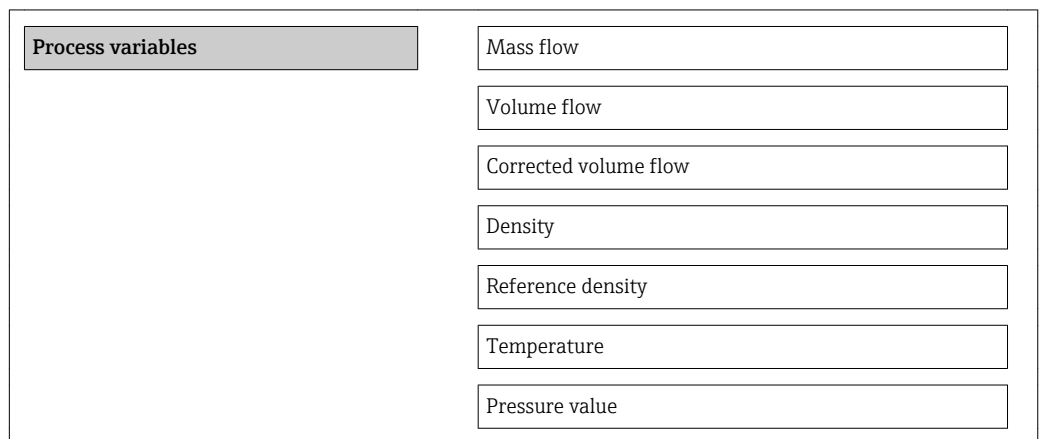 Process variables
Mass flow
Volume flow
Corrected volume flow
Density
Reference density
Temperature
Pressure value